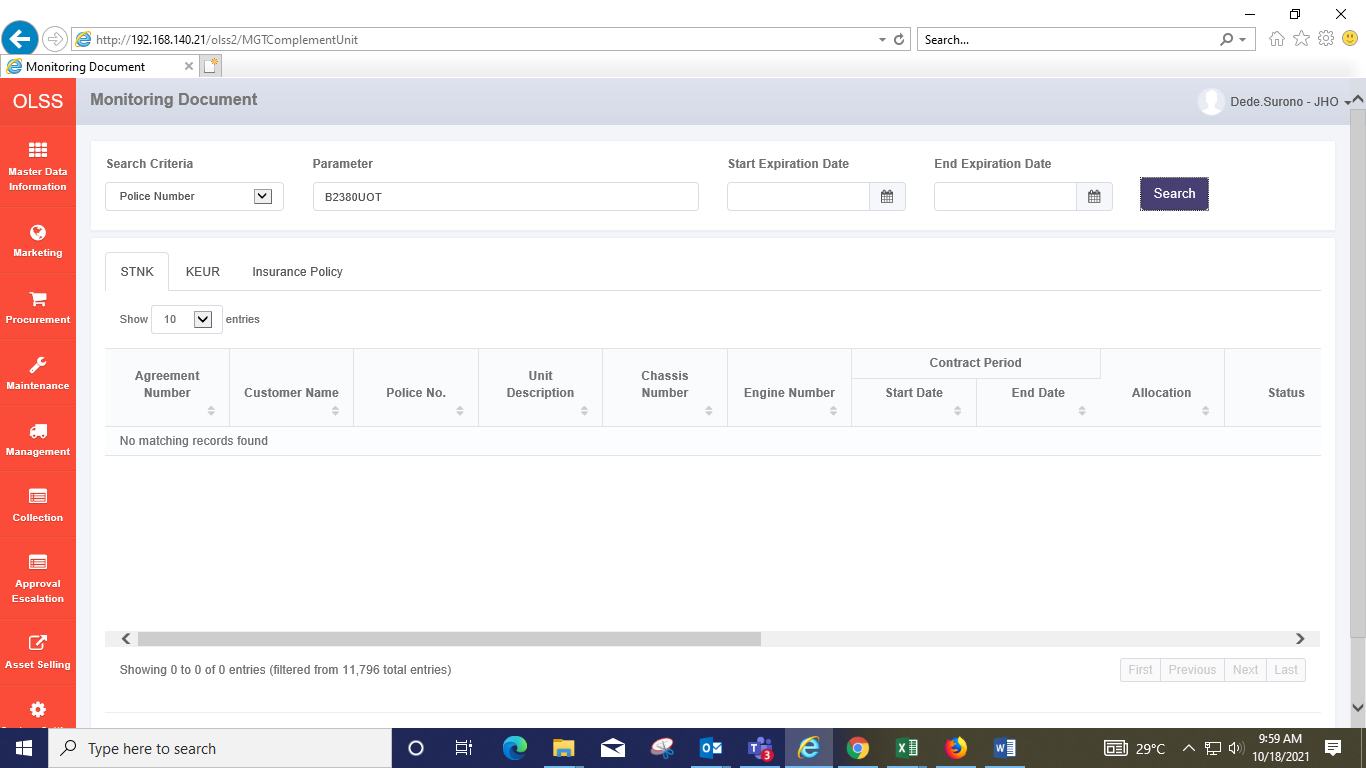 http://192.168.140.21/olss2/MGTComplementUnit
Search...
Monitoring Document
OLSS
Monitoring Document
Dede.Surono - JHO
Master Data
Information
Marketing
Procurement
Maintenance
Management
Collection
Approval
Escalation
Asset Selling
Search Criteria
Parameter
Start Expiration Date
End Expiration Date
Police Number
B2380UOT
Search
STNK
KEUR
Insurance Policy
Show 10 entries
Agreement
Number
Customer Name
Police No.
Unit
Description
Chassis
Number
Engine Number
Contract Period
Start Date
End Date
Allocation
Status
No matching records found
Showing 0 to 0 of 0 entries (filtered from 11,796 total entries)
First
Previous
Next
Last
Type here to search
3
29°C
9:59 AM
10/18/2021